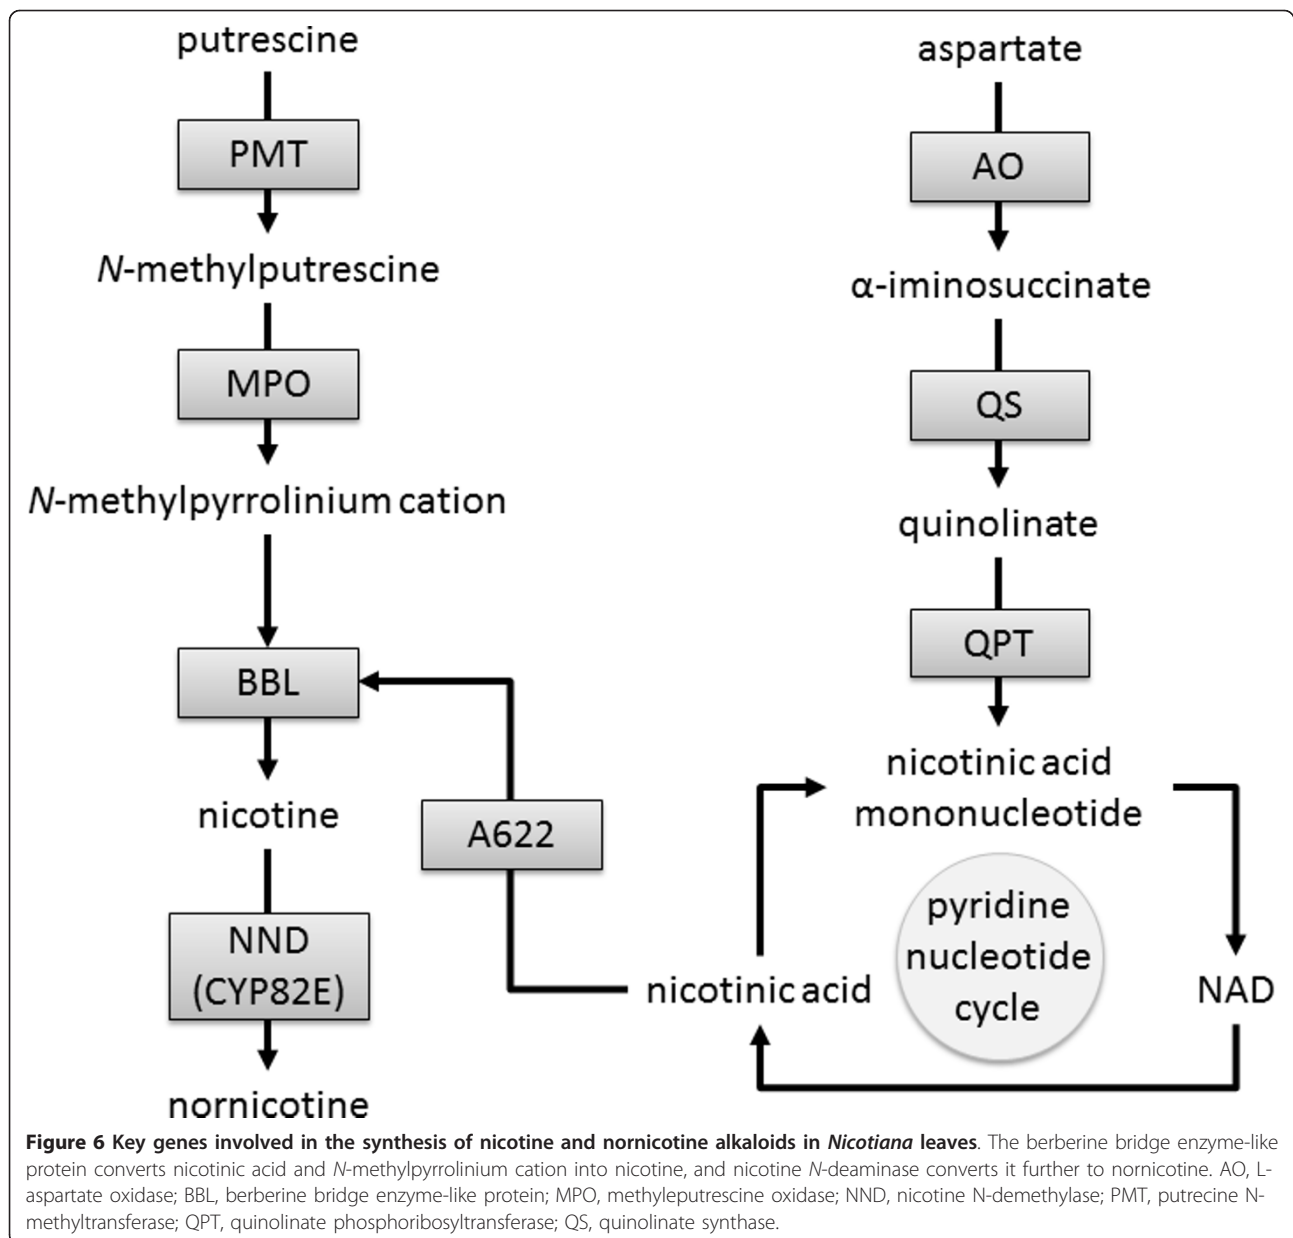 putrescine
PMT
N-methylputrescine
MPO
N-methylpyrrolinium cation
BBL
nicotine
NND
(CYP82E)
nornicotine
A622
aspartate
AO
α-iminosuccinate
QS
quinolinate
QPT
nicotinic acid
mononucleotide
pyridine
nucleotide
cycle
nicotinic acid
NAD
Figure 6 Key genes involved in the synthesis of nicotine and nornicotine alkaloids in Nicotiana leaves. The berberine bridge enzyme-like
protein converts nicotinic acid and N-methylpyrrolinium cation into nicotine, and nicotine N-deaminase converts it further to nornicotine. AO, L-
aspartate oxidase; BBL, berberine bridge enzyme-like protein; MPO, methyleputrescine oxidase; NND, nicotine N-demethylase; PMT, putrecine N-
methyltransferase; QPT, quinolinate phosphoribosyltransferase; QS, quinolinate synthase.